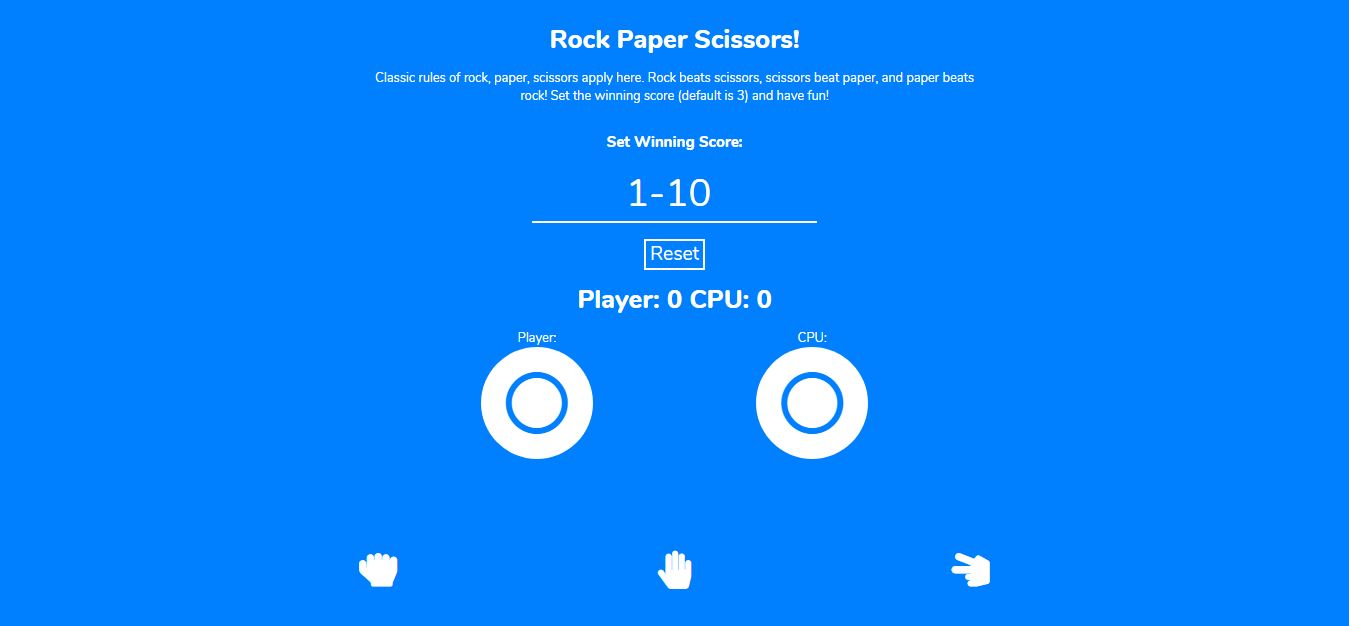 Rock Paper Scissors!
Classic rules of rock, paper, scissors apply here. Rock beats scissors, scissors beat paper, and paper beats
rock! Set the winning score (default is 3) and have fun!
Set Winning Score:
1-10
Reset
Player: 0 CPU: 0
Player:
CPU: